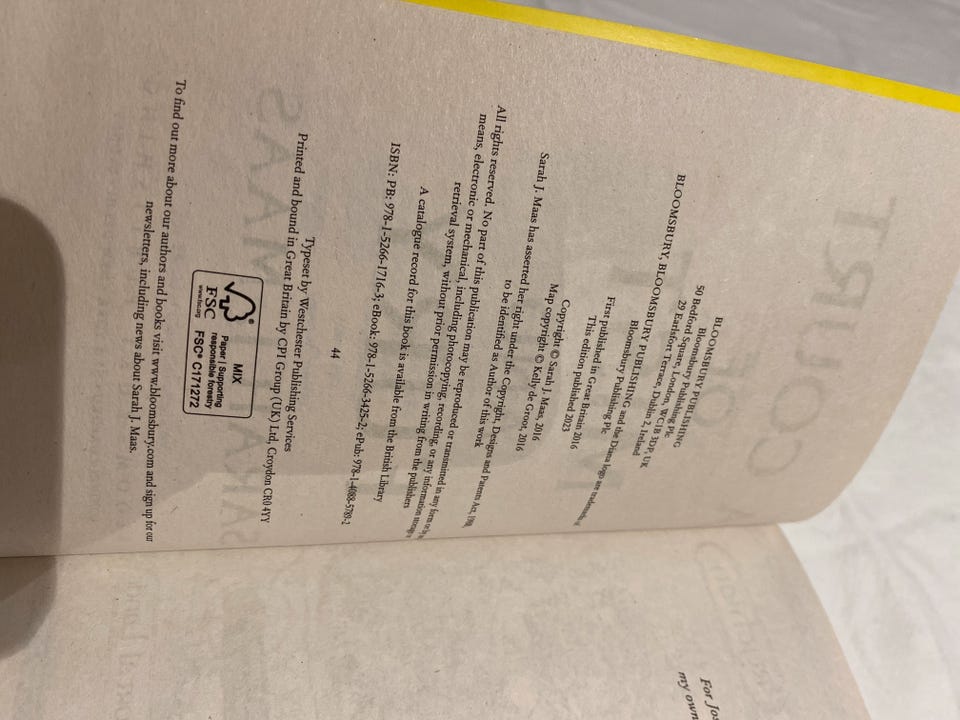 BLOOMSBURY PUBLISHING
Bloomsbury Publishing Plc
50 Bedford Square, London, WC1B 3DP, UK
29 Earlsfort Terrace, Dublin 2, Ireland
BLOOMSBURY, BLOOMSBURY PUBLISHING and the Diana logo are trademarks of
Bloomsbury Publishing Plc
First published in Great Britain 2016
This edition published 2023
Copyright © Sarah J. Maas, 2016
Map copyright © Kelly de Groot, 2016
Sarah J. Maas has asserted her right under the Copyright, Designs and Patents Act, 1988,
to be identified as Author of this work
All rights reserved. No part of this publication may be reproduced or transmitted in any form or by
means, electronic or mechanical, including photocopying, recording, or any information storage or
retrieval system, without prior permission in writing from the publishers
A catalogue record for this book is available from the British Library
ISBN: PB: 978-1-5266-1716-3; eBook: 978-1-5266-3425-2; ePub: 978-1-4088-5789-2
44
Typeset by Westchester Publishing Services
Printed and bound in Great Britain by CPI Group (UK) Ltd, Croydon CR0 4YY
FSC®
www.fsc.org
MIX
Paper | Supporting
responsible forestry
FSC® C171272
To find out more about our authors and books visit www.bloomsbury.com and sign up for our
newsletters, including news about Sarah J. Maas.
For Jos
my own